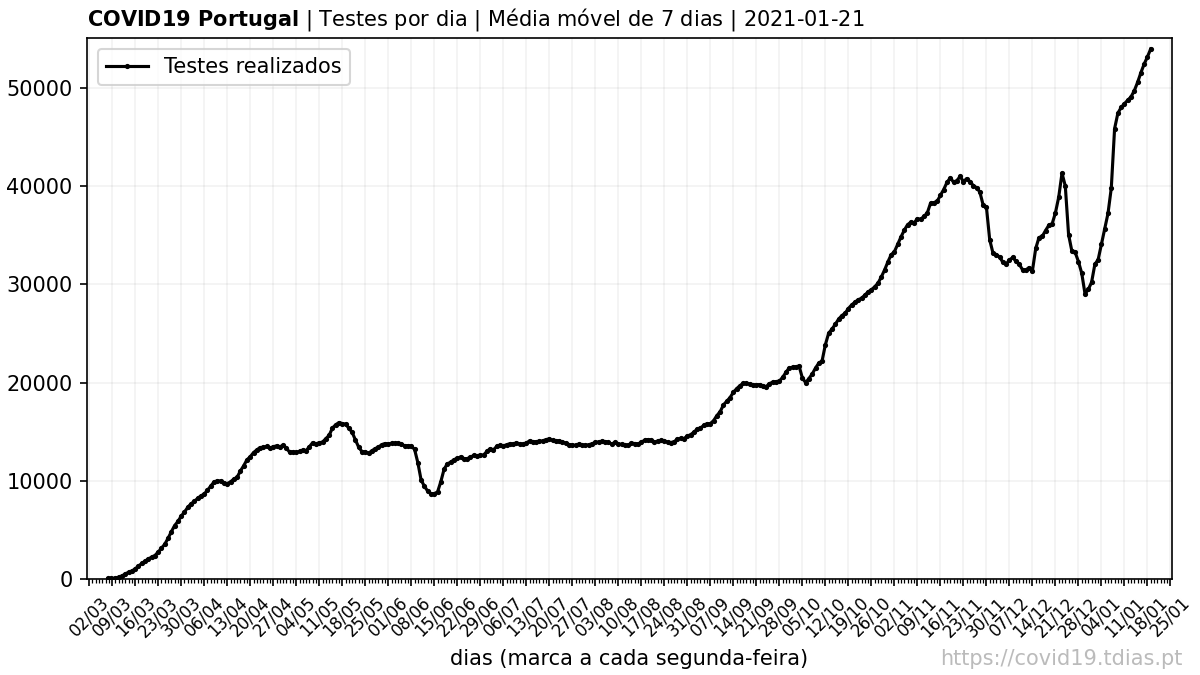 COVID19 Portugal | Testes por dia | Média móvel de 7 dias | 2021-01-21
Testes realizados
50000
40000
30000
20000
10000
0
02/03 09/03 16/03 23/03 30/03 06/04 13/04 20/04 27/04 04/05 11/05 18/05 25/05 01/06 08/06 15/06 22/06 29/06 06/07 13/07 20/07 27/07 03/08 10/08 17/08 24/08 31/08 07/09 14/09 21/09 28/09 05/10 12/10 19/10 26/10 02/11 09/11 16/11 23/11 30/11 07/12 14/12 21/12 28/12 04/01 11/01 18/01 25/01
dias (marca a cada segunda-feira)
https://covid19.tdias.pt